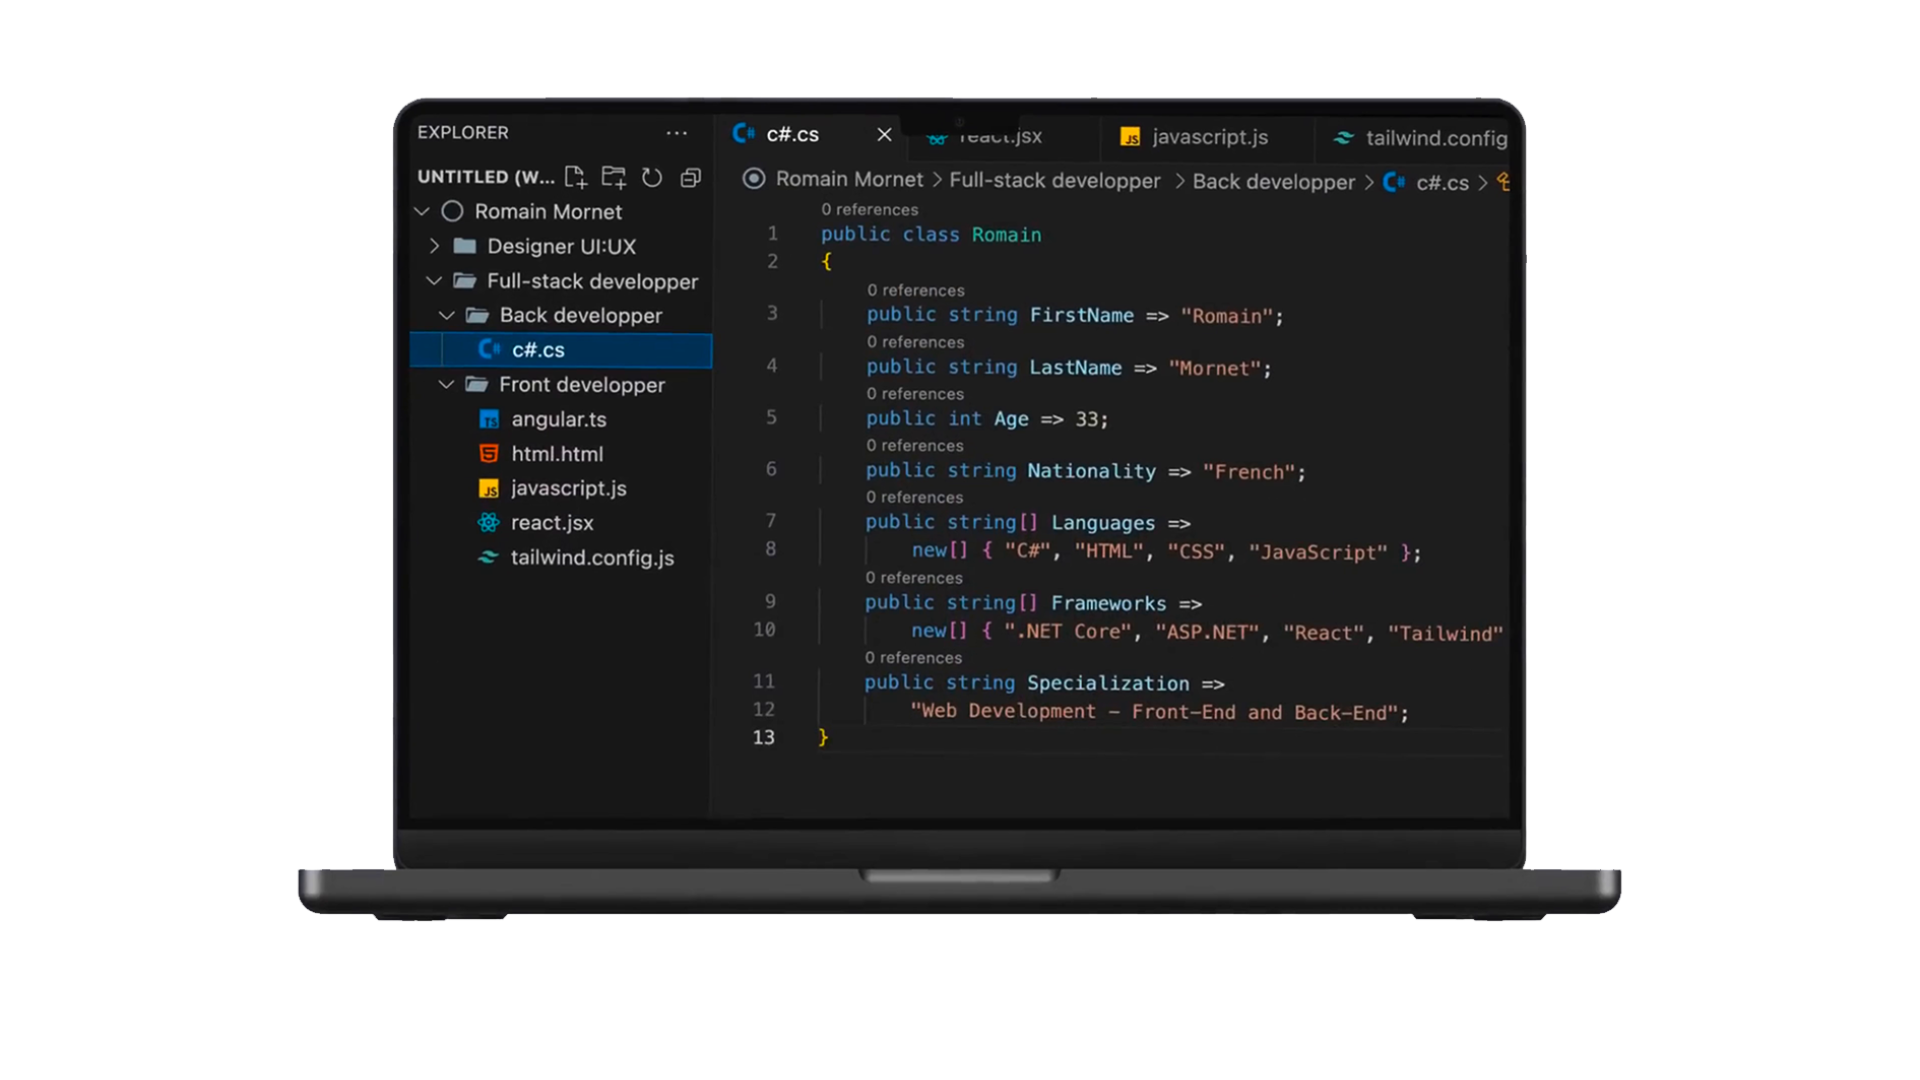 EXPLORER
UNTITLED (W...
Romain Mornet
Designer UI:UX
Full-stack developper
Back developper
c#.cs
Front developper
angular.ts
html.html
javascript.js
react.jsx
tailwind.config.js
c#.cs react.jsx javascript.js tailwind.config
Romain Mornet > Full-stack developper > Back developper > c#.cs >
0 references
1 public class Romain
2 {
0 references
3 public string FirstName => "Romain";
0 references
4 public string LastName => "Mornet";
0 references
5 public int Age => 33;
0 references
6 public string Nationality => "French";
0 references
7 public string[] Languages =>
8 new[] { "C#", "HTML", "CSS", "JavaScript" };
0 references
9 public string[] Frameworks =>
10 new[] { ".NET Core", "ASP.NET", "React", "Tailwind"
0 references
11 public string Specialization =>
12 "Web Development – Front-End and Back-End";
13 }